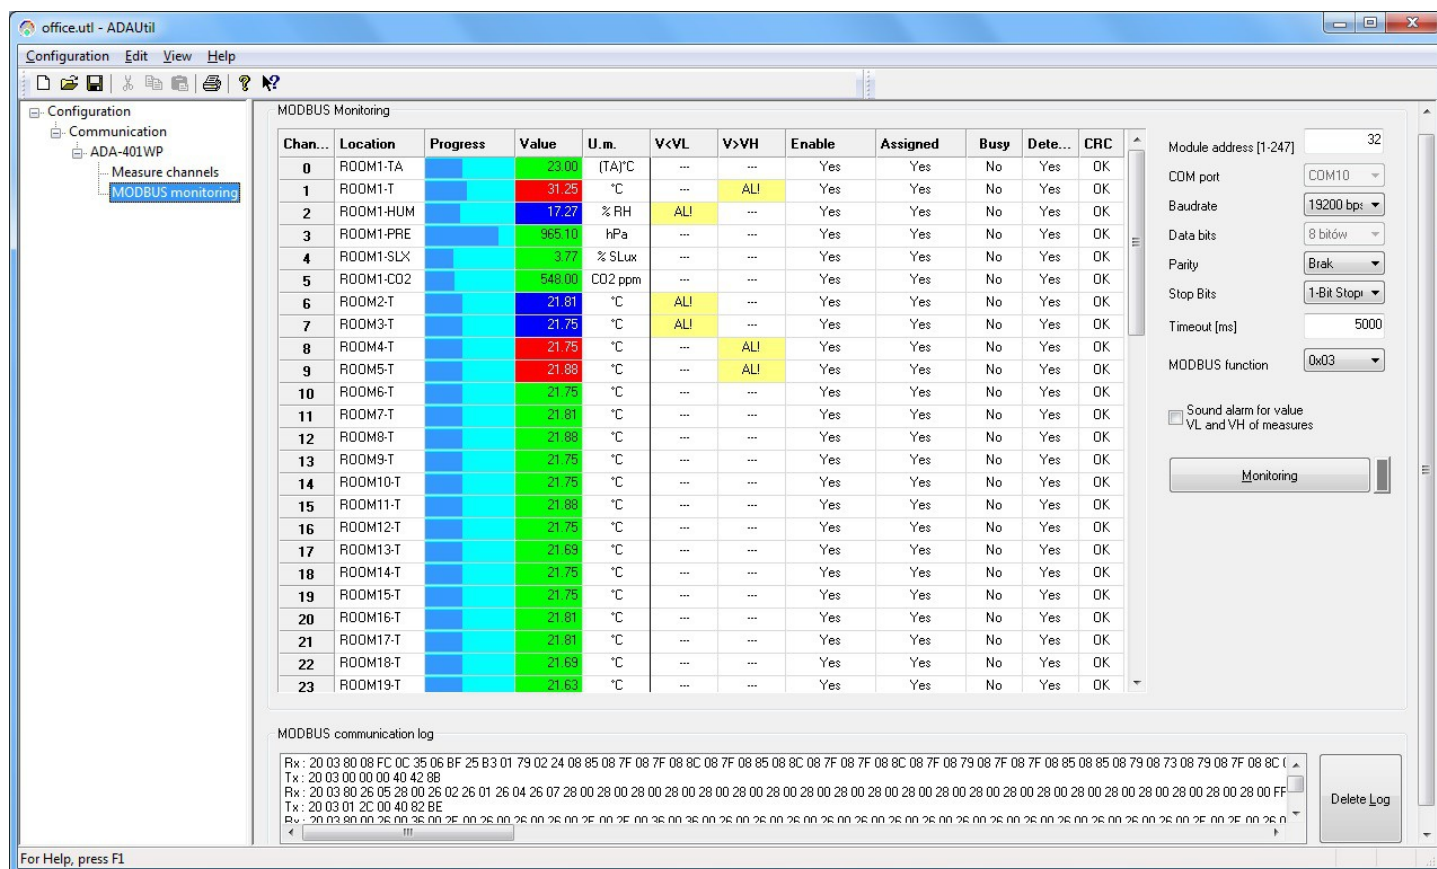 office.utl - ADAUtil
Configuration Edit View Help
Configuration
Communication
ADA-401WP
Measure channels
MODBUS monitoring
MODBUS Monitoring
Chan... Location Progress Value U.m. V<VL V>VH Enable Assigned Busy Dete... CRC
0 ROOM1-TA 23.00 (TA)°C --- --- Yes Yes No Yes OK
1 ROOM1-T 31.25 °C --- AL! Yes Yes No Yes OK
2 ROOM1-HUM 17.27 % RH AL! --- Yes Yes No Yes OK
3 ROOM1-PRE 965.10 hPa --- --- Yes Yes No Yes OK
4 ROOM1-SLX 3.77 % SLux --- --- Yes Yes No Yes OK
5 ROOM1-CO2 548.00 CO2 ppm --- --- Yes Yes No Yes OK
6 ROOM2-T 21.81 °C AL! --- Yes Yes No Yes OK
7 ROOM3-T 21.75 °C AL! --- Yes Yes No Yes OK
8 ROOM4-T 21.75 °C --- AL! Yes Yes No Yes OK
9 ROOM5-T 21.88 °C --- AL! Yes Yes No Yes OK
10 ROOM6-T 21.75 °C --- --- Yes Yes No Yes OK
11 ROOM7-T 21.81 °C --- --- Yes Yes No Yes OK
12 ROOM8-T 21.88 °C --- --- Yes Yes No Yes OK
13 ROOM9-T 21.75 °C --- --- Yes Yes No Yes OK
14 ROOM10-T 21.75 °C --- --- Yes Yes No Yes OK
15 ROOM11-T 21.88 °C --- --- Yes Yes No Yes OK
16 ROOM12-T 21.75 °C --- --- Yes Yes No Yes OK
17 ROOM13-T 21.69 °C --- --- Yes Yes No Yes OK
18 ROOM14-T 21.75 °C --- --- Yes Yes No Yes OK
19 ROOM15-T 21.75 °C --- --- Yes Yes No Yes OK
20 ROOM16-T 21.81 °C --- --- Yes Yes No Yes OK
21 ROOM17-T 21.81 °C --- --- Yes Yes No Yes OK
22 ROOM18-T 21.69 °C --- --- Yes Yes No Yes OK
23 ROOM19-T 21.63 °C --- --- Yes Yes No Yes OK
Module address [1-247] 32
COM port COM10
Baudrate 19200 bps
Data bits 8 bitów
Parity Brak
Stop Bits 1-Bit Stop
Timeout [ms] 5000
MODBUS function 0x03
Sound alarm for value
VL and VH of measures
Monitoring
MODBUS communication log
Rx : 20 03 80 08 FC 0C 35 06 BF 25 B3 01 79 02 24 08 85 08 7F 08 7F 08 8C 08 7F 08 85 08 8C 08 7F 08 7F 08 8C 08 7F 08 79 08 7F 08 85 08 85 08 79 08 73 08 79 08 7F 08 8C
Tx : 20 03 00 00 00 40 42 8B
Rx : 20 03 80 26 05 28 00 26 02 26 01 26 04 26 07 28 00 28 00 28 00 28 00 28 00 28 00 28 00 28 00 28 00 28 00 28 00 28 00 28 00 28 00 28 00 28 00 28 00 28 00 28 00 FF
Tx : 20 03 01 2C 00 40 82 BE
Delete Log
For Help, press F1